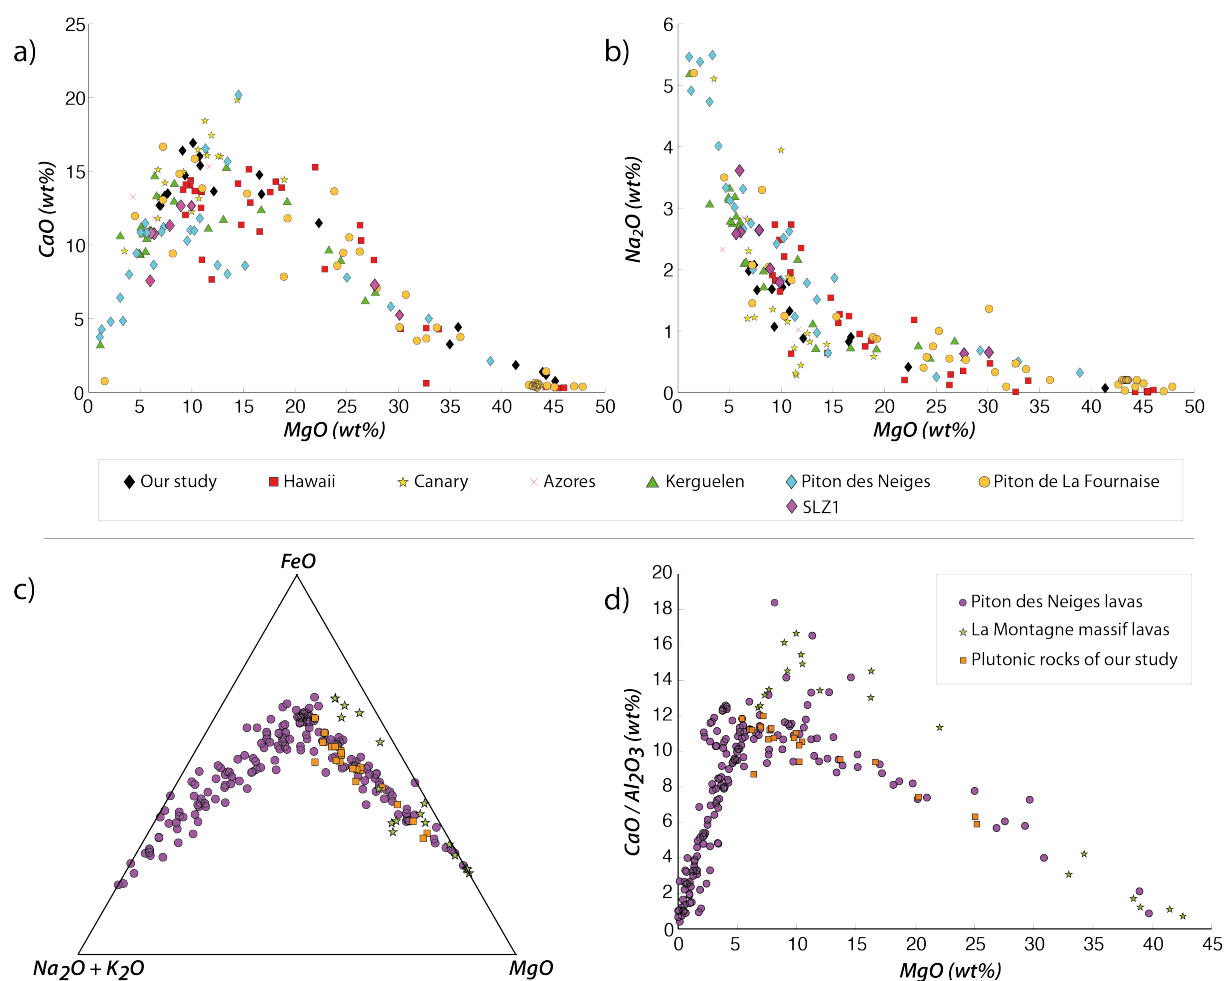 a)
25
20
15
10
5
0
CaO (wt%)
0 5 10 15 20 25 30 35 40 45 50
MgO (wt%)
b)
6
5
4
3
2
1
0
Na2O (wt%)
0 5 10 15 20 25 30 35 40 45 50
MgO (wt%)
Our study Hawaii Canary Azores Kerguelen Piton des Neiges Piton de La Fournaise
SLZ1
c)
FeO
Na2O + K2O
MgO
d)
20
18
16
14
12
10
8
6
4
2
0
CaO / Al2O3 (wt%)
0 5 10 15 20 25 30 35 40 45
MgO (wt%)
Piton des Neiges lavas
La Montagne massif lavas
Plutonic rocks of our study